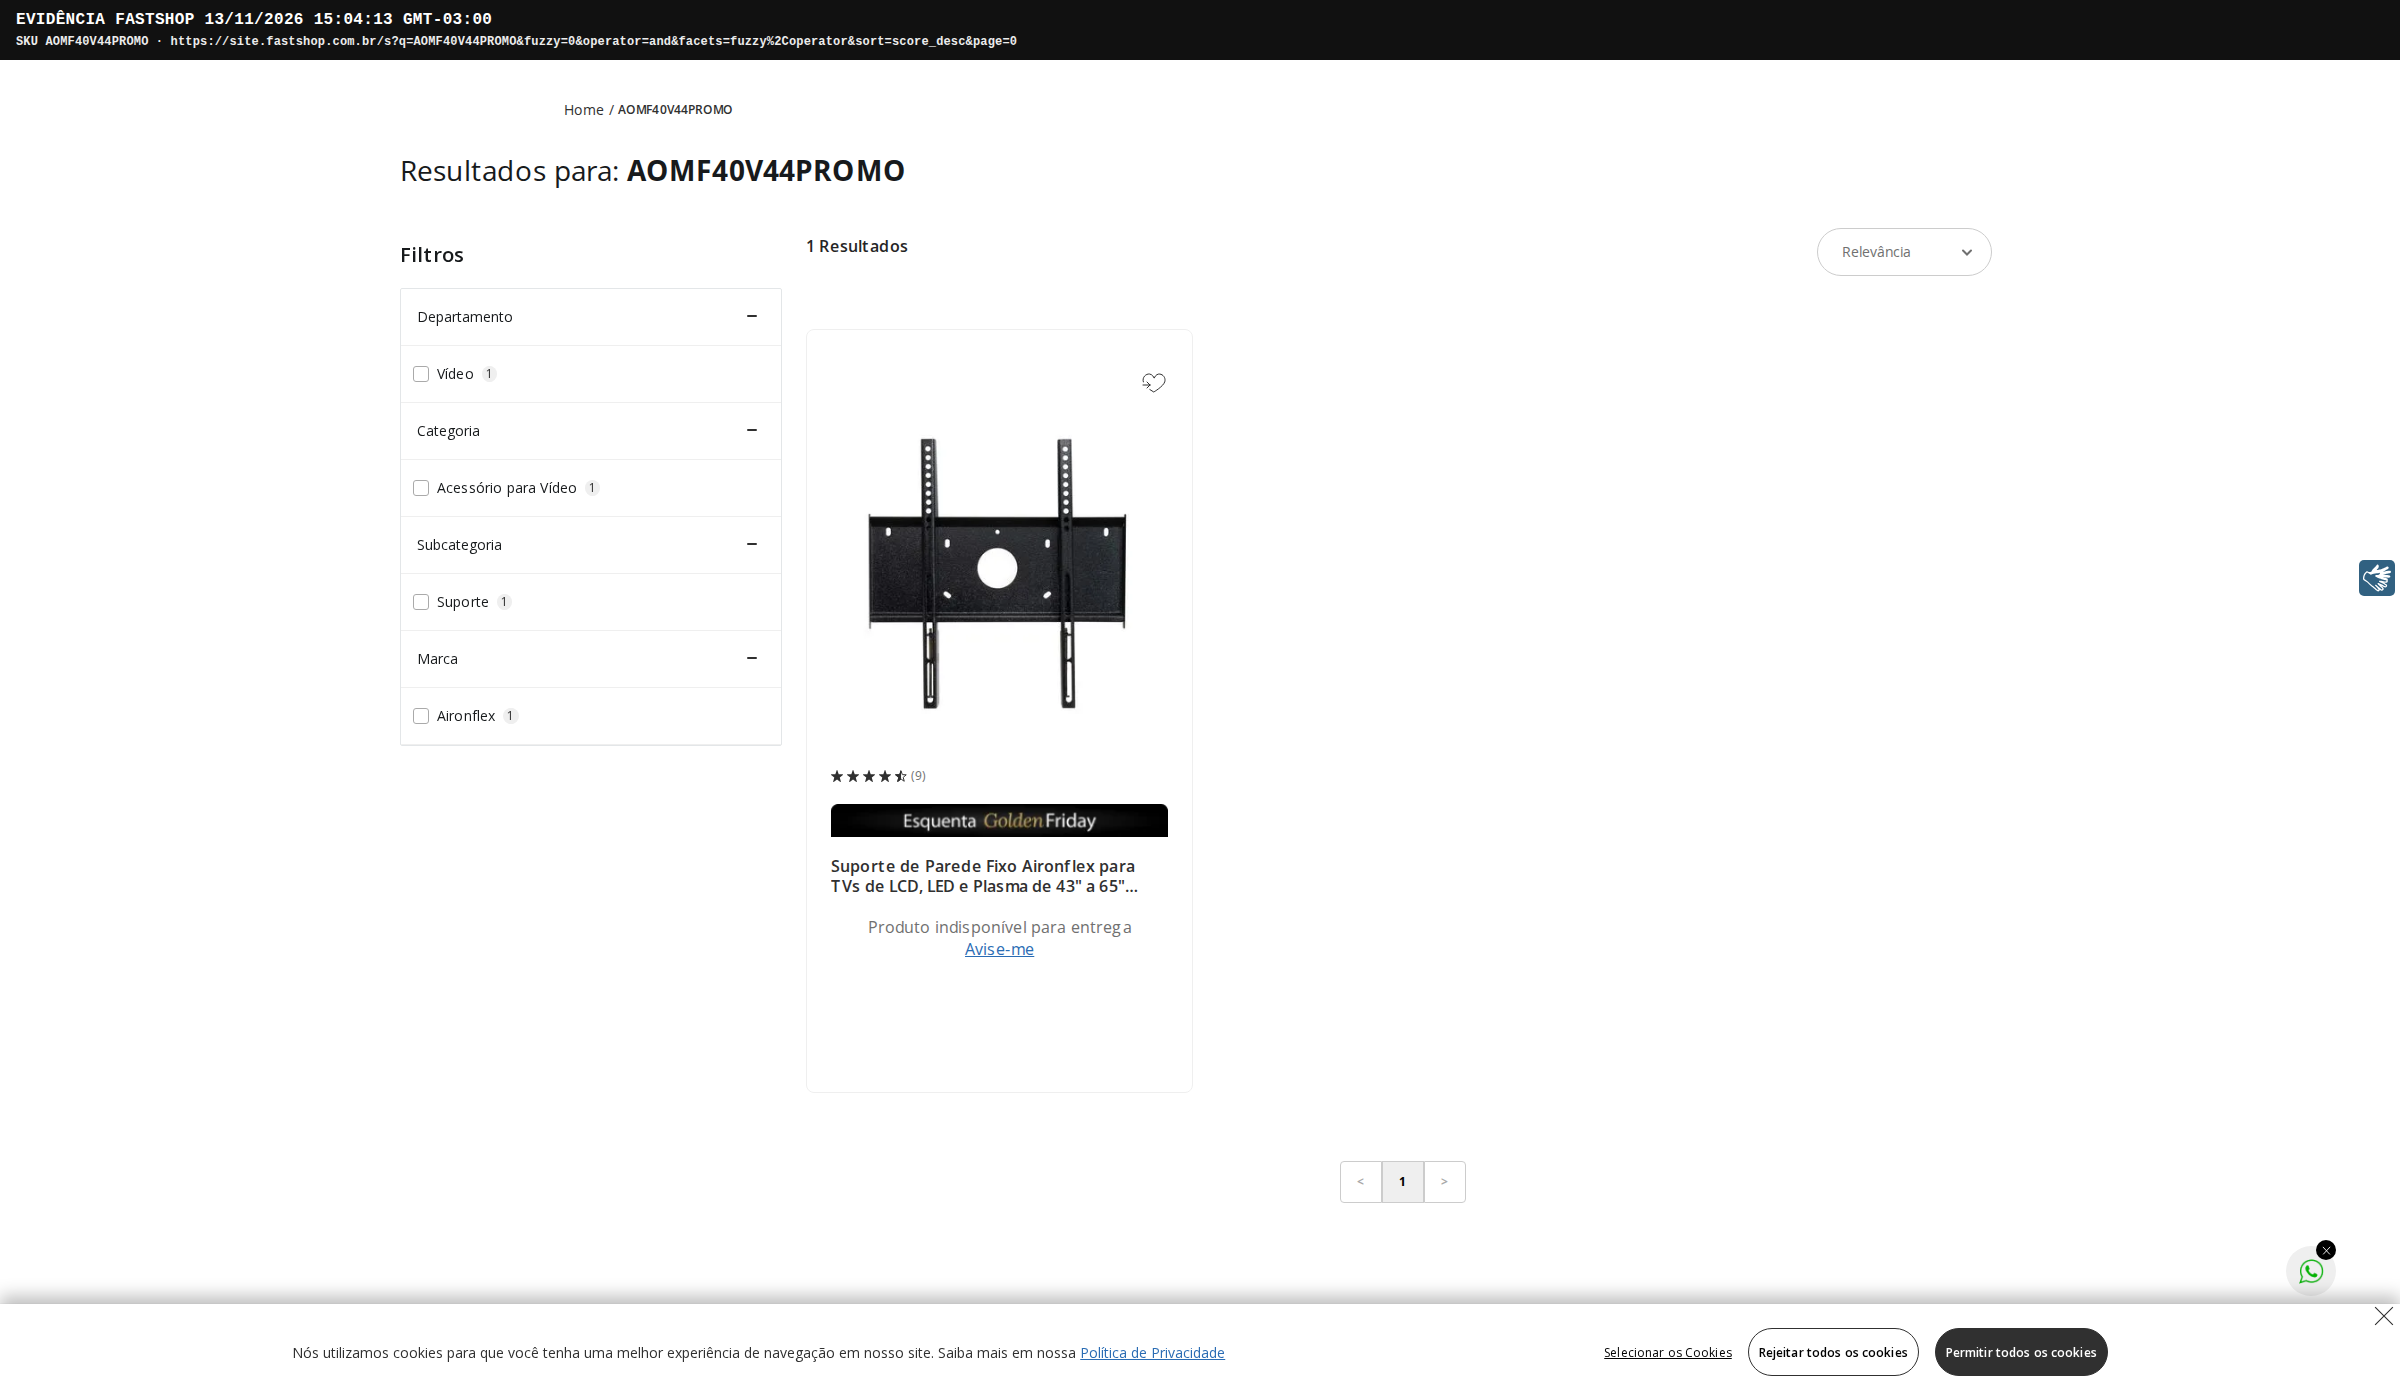 EVIDÊNCIA FASTSHOP 13/11/2026 15:04:13 GMT-03:00
SKU AOMF40V44PROMO · https://site.fastshop.com.br/s?q=AOMF40V44PROMO&fuzzy=0&operator=and&facets=fuzzy%2Coperator&sort=score_desc&page=0
Home / AOMF40V44PROMO
Resultados para: AOMF40V44PROMO
Filtros
Departamento
Vídeo 1
Categoria
Acessório para Vídeo 1
Subcategoria
Suporte 1
Marca
Aironflex 1
1 Resultados
Relevância
(9)
Esquenta Golden Friday
Suporte de Parede Fixo Aironflex para
TVs de LCD, LED e Plasma de 43" a 65"...
Produto indisponível para entrega
Avise-me
< 1 >
Nós utilizamos cookies para que você tenha uma melhor experiência de navegação em nosso site. Saiba mais em nossa Política de Privacidade
Selecionar os Cookies
Rejeitar todos os cookies
Permitir todos os cookies